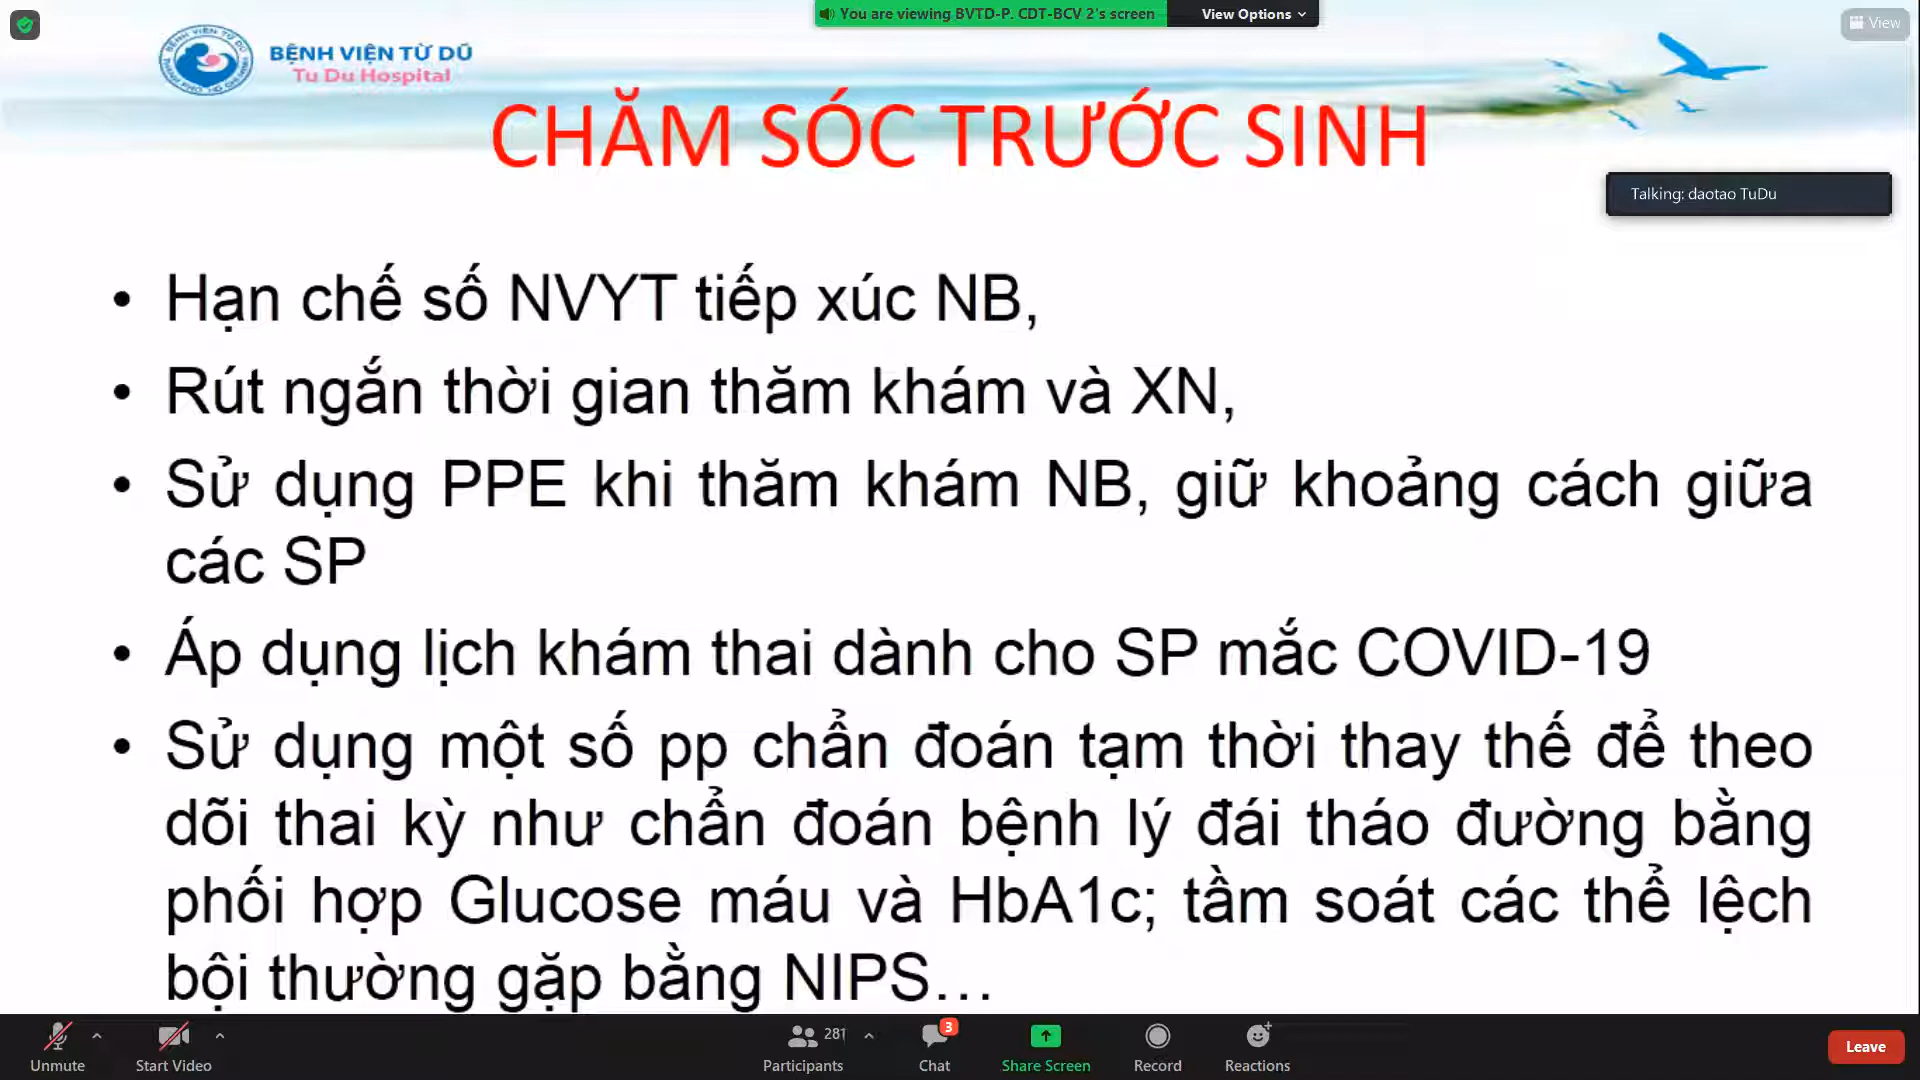 You are viewing BVTD-P. CDT-BCV 2's screen
View Options
View
BỆNH VIỆN TỪ DŨ
Tu Du Hospital
CHĂM SÓC TRƯỚC SINH
Talking: daotao TuDu
• Hạn chế số NVYT tiếp xúc NB,
• Rút ngắn thời gian thăm khám và XN,
• Sử dụng PPE khi thăm khám NB, giữ khoảng cách giữa
các SP
• Áp dụng lịch khám thai dành cho SP mắc COVID-19
• Sử dụng một số pp chẩn đoán tạm thời thay thế để theo
dõi thai kỳ như chẩn đoán bệnh lý đái tháo đường bằng
phối hợp Glucose máu và HbA1c; tầm soát các thể lệch
bội thường gặp bằng NIPS…
281
3
Unmute
Start Video
Participants
Chat
Share Screen
Record
Reactions
Leave